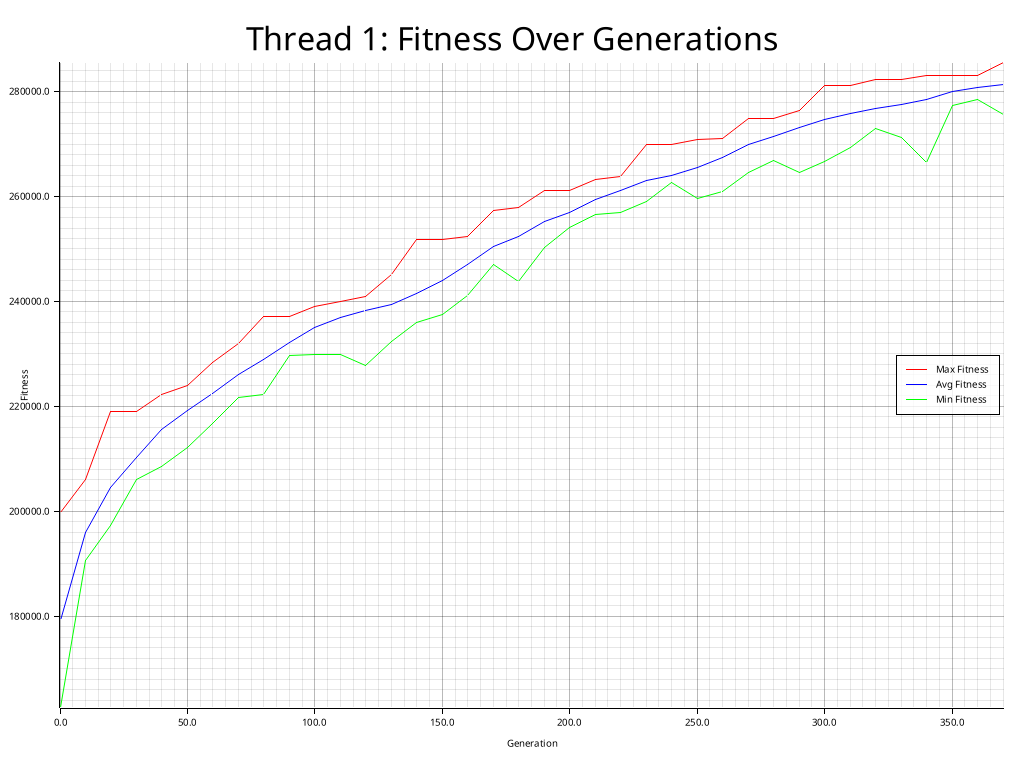 Thread 1: Fitness Over Generations
280000.0
260000.0
240000.0
220000.0
200000.0
180000.0
Fitness
Max Fitness
Avg Fitness
Min Fitness
0.0 50.0 100.0 150.0 200.0 250.0 300.0 350.0
Generation